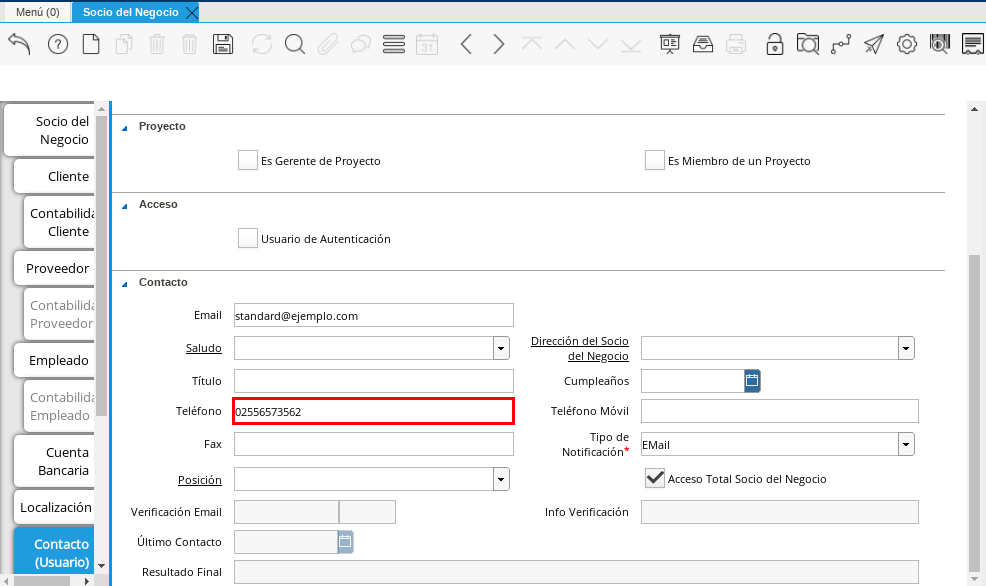 Menú (0)
Socio del Negocio
31
Socio del
Negocio
Cliente
Contabilida
Cliente
Proveedor
Contabilida
Proveedor
Empleado
Contabilida
Empleado
Cuenta
Bancaria
Localización
Contacto
(Usuario)
Proyecto
Es Gerente de Proyecto
Es Miembro de un Proyecto
Acceso
Usuario de Autenticación
Contacto
Email standard@ejemplo.com
Saludo
Dirección del Socio
del Negocio
Título
Cumpleaños
Teléfono 02556573562
Teléfono Móvil
Fax
Tipo de
Notificación* EMail
Posición
Acceso Total Socio del Negocio
Verificación Email
Info Verificación
Último Contacto
Resultado Final